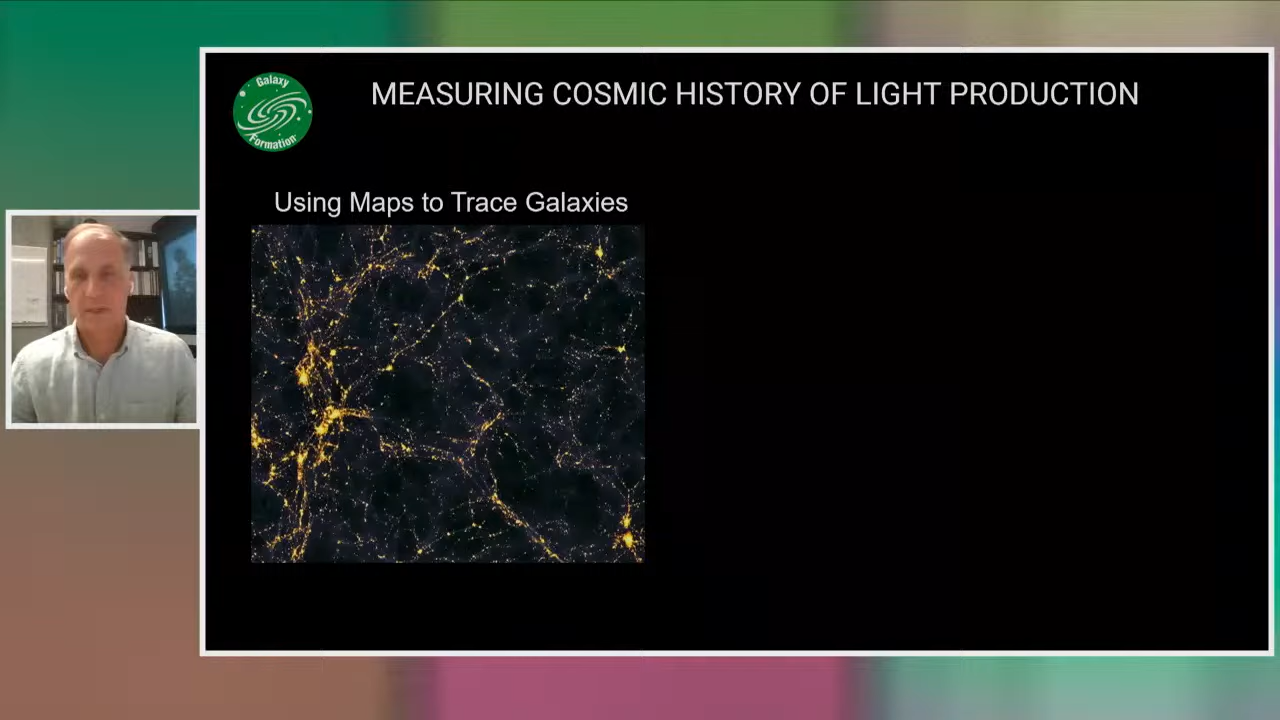 Galaxy
Formation
MEASURING COSMIC HISTORY OF LIGHT PRODUCTION
Using Maps to Trace Galaxies